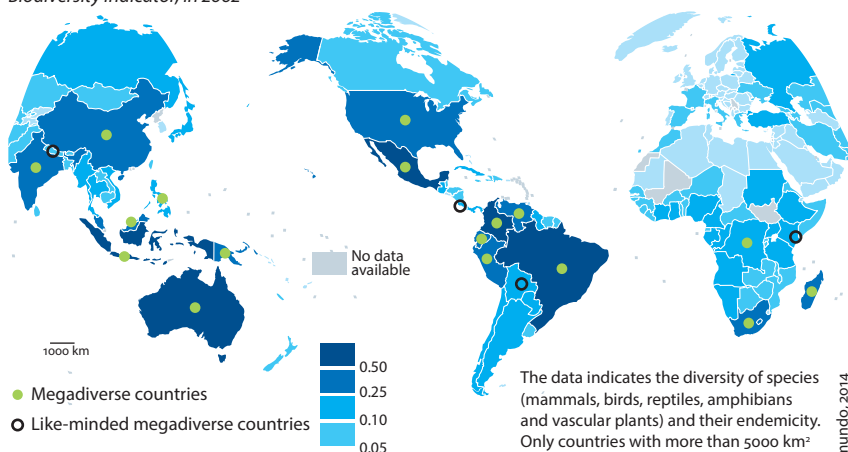 Biodiversity Indicator, in 2002
No data
available
1000 km
0.50
0.25
0.10
0.05
Megadiverse countries
Like-minded megadiverse countries
The data indicates the diversity of species
(mammals, birds, reptiles, amphibians
and vascular plants) and their endemicity.
Only countries with more than 5000 km²
mundo, 2014